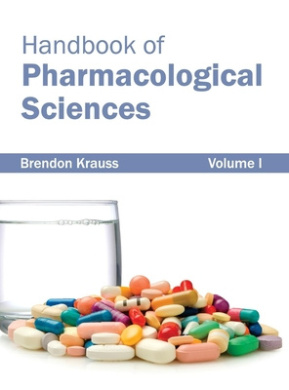 Handbook of
Pharmacological
Sciences
Brendon Krauss
Volume I